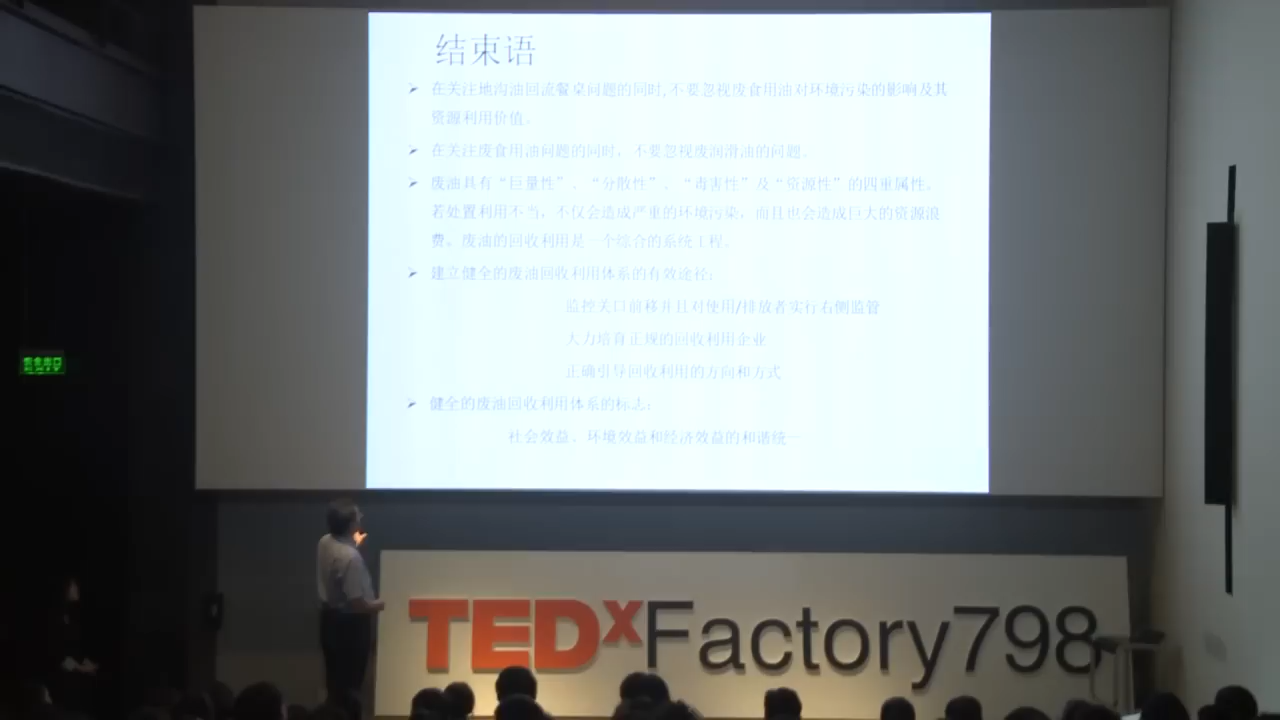 结束语
在关注地沟油回流餐桌问题的同时,不要忽视废食用油对环境污染的影响及其
资源利用价值。
在关注废食用油问题的同时,不要忽视废润滑油的问题。
废油具有“巨量性”、“分散性”、“毒害性”及“资源性”的四重属性,
若处置利用不当,不仅会造成严重的环境污染,而且也会造成巨大的资源浪
费。废油的回收利用是一个综合的系统工程。
建立健全的废油回收利用体系的有效途径:
监控关口前移并且对使用/排放者实行右侧监管
大力培育正规的回收利用企业
正确引导回收利用的方向和方式
健全的废油回收利用体系的标志:
社会效益、环境效益和经济效益的和谐统一
TEDxFactory798